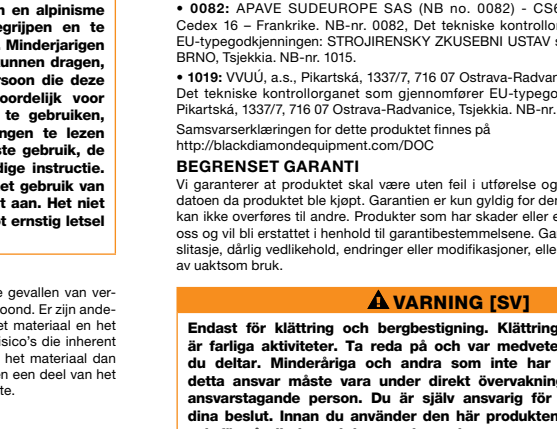 n en alpinisme
egrijpen en te
. Minderjarigen
unnen dragen,
rsoon die deze
oordelijk voor
te gebruiken,
ngen te lezen
ste gebruik, de
dige instructie.
et gebruik van
t aan. Het niet
t ernstig letsel
e gevallen van ver-
oond. Er zijn ande-
et materiaal en het
isico's die inherent
het materiaal dan
en een deel van het
te.
• 0082: APAVE SUDEUROPE SAS (NB no. 0082) - CS6
Cedex 16 – Frankrike. NB-nr. 0082, Det tekniske kontrollor
EU-typegodkjenningen: STROJIRENSKY ZKUSEBNI USTAV s
BRNO, Tsjekkia. NB-nr. 1015.
• 1019: VVUÚ, a.s., Pikartská, 1337/7, 716 07 Ostrava-Radvan
Det tekniske kontrollorganet som gjennomfører EU-typego
Pikartská, 1337/7, 716 07 Ostrava-Radvanice, Tsjekkia. NB-nr.
Samsvarserklæringen for dette produktet finnes på
http://blackdiamondequipment.com/DOC
BEGRENSET GARANTI
Vi garanterer at produktet skal være uten feil i utførelse og
datoen da produktet ble kjøpt. Garantien er kun gyldig for den
kan ikke overføres til andre. Produkter som har skader eller e
oss og vil bli erstattet i henhold til garantibestemmelsene. Ga
slitasje, dårlig vedlikehold, endringer eller modifikasjoner, elle
av uaktsom bruk.
VARNING [SV]
Endast för klättring och bergbestigning. Klättring
är farliga aktiviteter. Ta reda på och var medvete
du deltar. Minderåriga och andra som inte har
detta ansvar måste vara under direkt övervakning
ansvarstagande person. Du är själv ansvarig för
dina beslut. Innan du använder den här produkten